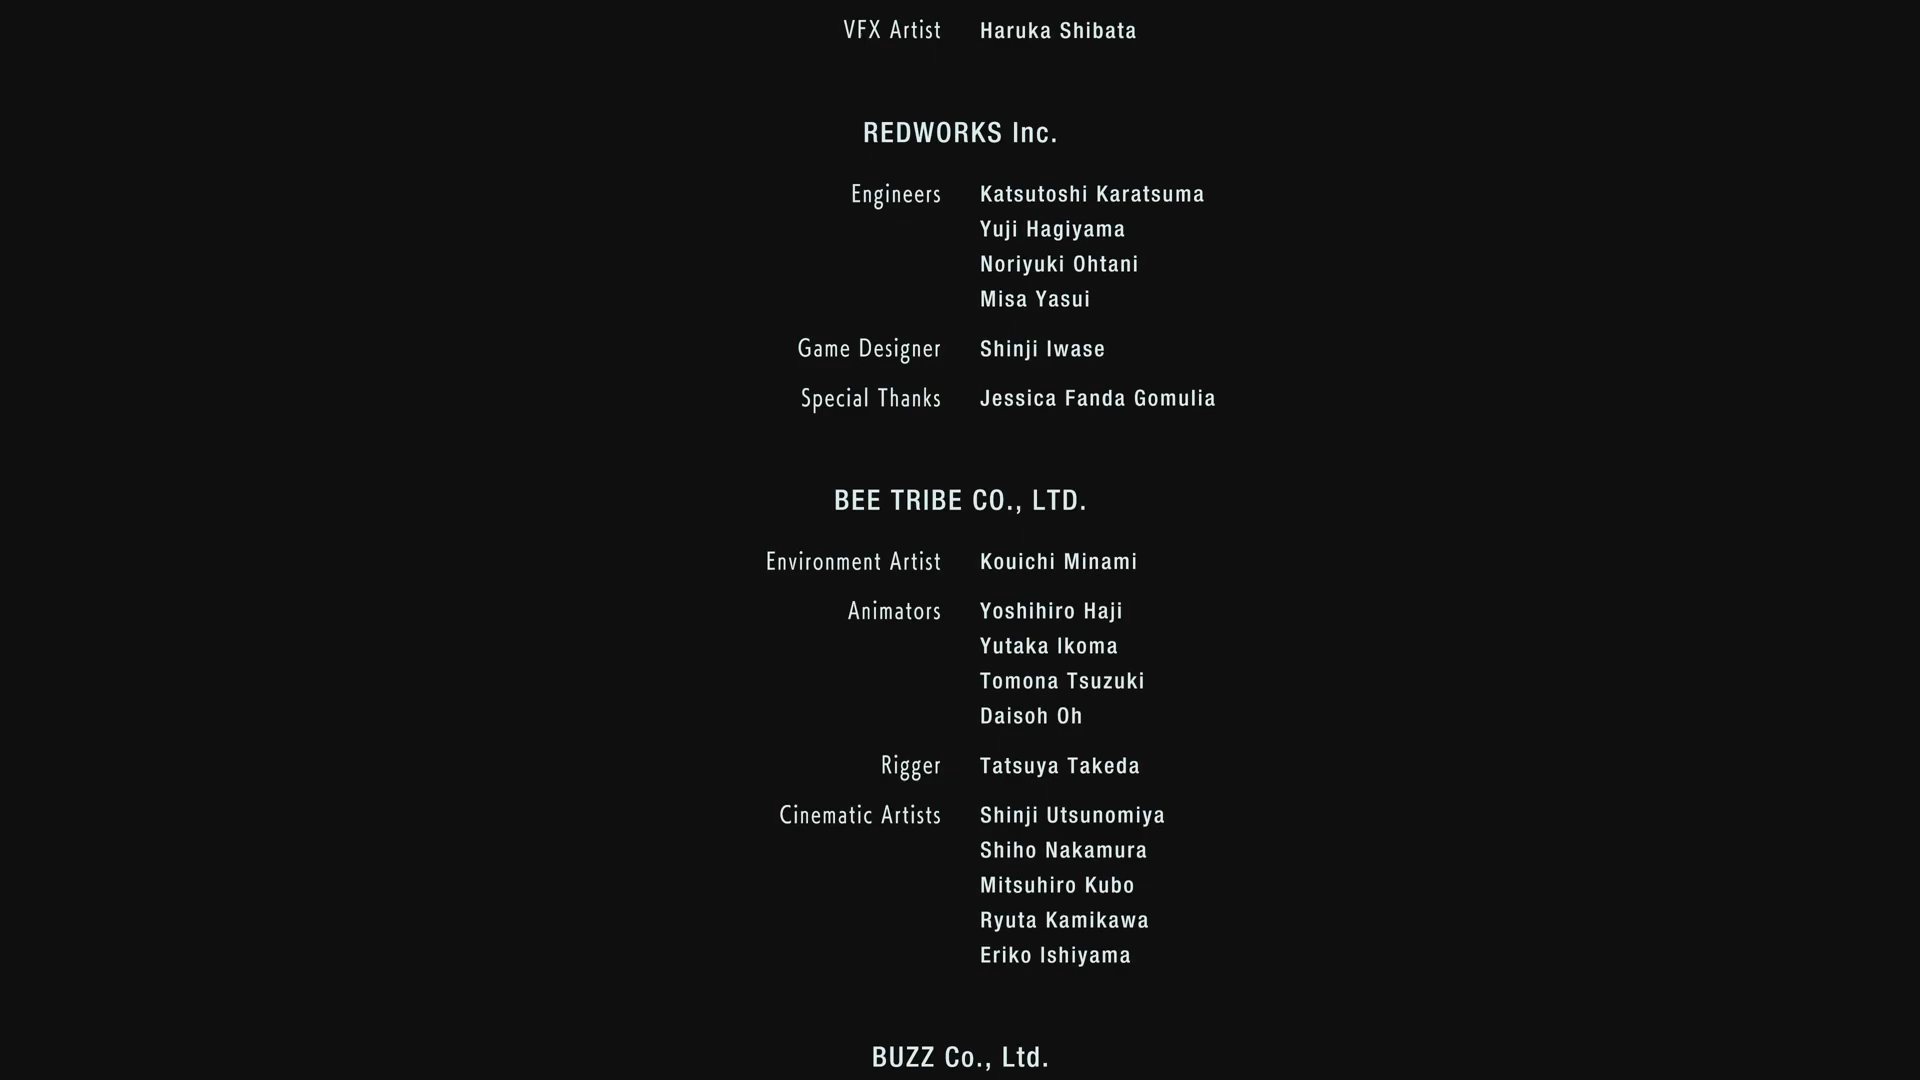 VFX Artist Haruka Shibata
REDWORKS Inc.
Engineers Katsutoshi Karatsuma
Yuji Hagiyama
Noriyuki Ohtani
Misa Yasui
Game Designer Shinji Iwase
Special Thanks Jessica Fanda Gomulia
BEE TRIBE CO., LTD.
Environment Artist Kouichi Minami
Animators Yoshihiro Haji
Yutaka Ikoma
Tomona Tsuzuki
Daisoh Oh
Rigger Tatsuya Takeda
Cinematic Artists Shinji Utsunomiya
Shiho Nakamura
Mitsuhiro Kubo
Ryuta Kamikawa
Eriko Ishiyama
BUZZ Co., Ltd.